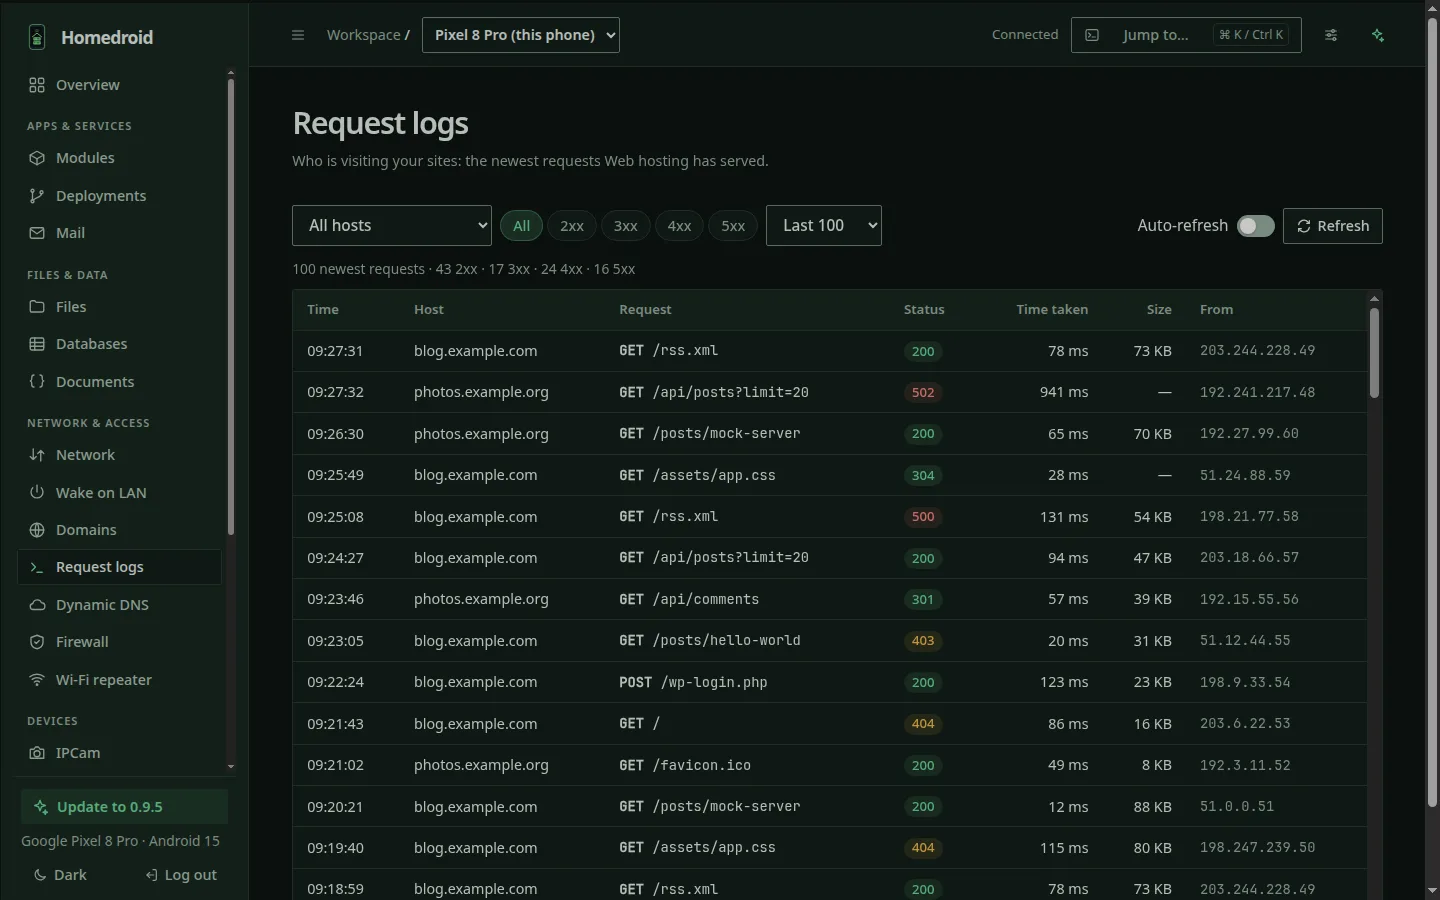 Homedroid
Overview
APPS & SERVICES
Modules
Deployments
Mail
FILES & DATA
Files
Databases
Documents
NETWORK & ACCESS
Network
Wake on LAN
Domains
Request logs
Dynamic DNS
Firewall
Wi-Fi repeater
DEVICES
IPCam
Update to 0.9.5
Google Pixel 8 Pro · Android 15
Dark Log out
Workspace / Pixel 8 Pro (this phone) Connected Jump to... ⌘ K / Ctrl K
Request logs
Who is visiting your sites: the newest requests Web hosting has served.
All hosts All 2xx 3xx 4xx 5xx Last 100 Auto-refresh Refresh
100 newest requests · 43 2xx · 17 3xx · 24 4xx · 16 5xx
Time Host Request Status Time taken Size From
09:27:31 blog.example.com GET /rss.xml 200 78 ms 73 KB 203.244.228.49
09:27:32 photos.example.org GET /api/posts?limit=20 502 941 ms — 192.241.217.48
09:26:30 photos.example.org GET /posts/mock-server 200 65 ms 70 KB 192.27.99.60
09:25:49 blog.example.com GET /assets/app.css 304 28 ms — 51.24.88.59
09:25:08 blog.example.com GET /rss.xml 500 131 ms 54 KB 198.21.77.58
09:24:27 blog.example.com GET /api/posts?limit=20 200 94 ms 47 KB 203.18.66.57
09:23:46 photos.example.org GET /api/comments 301 57 ms 39 KB 192.15.55.56
09:23:05 blog.example.com GET /posts/hello-world 403 20 ms 31 KB 51.12.44.55
09:22:24 blog.example.com POST /wp-login.php 200 123 ms 23 KB 198.9.33.54
09:21:43 blog.example.com GET / 404 86 ms 16 KB 203.6.22.53
09:21:02 photos.example.org GET /favicon.ico 200 49 ms 8 KB 192.3.11.52
09:20:21 blog.example.com GET /posts/mock-server 200 12 ms 88 KB 51.0.0.51
09:19:40 blog.example.com GET /assets/app.css 404 115 ms 80 KB 198.247.239.50
09:18:59 blog.example.com GET /rss.xml 200 78 ms 73 KB 203.244.228.49